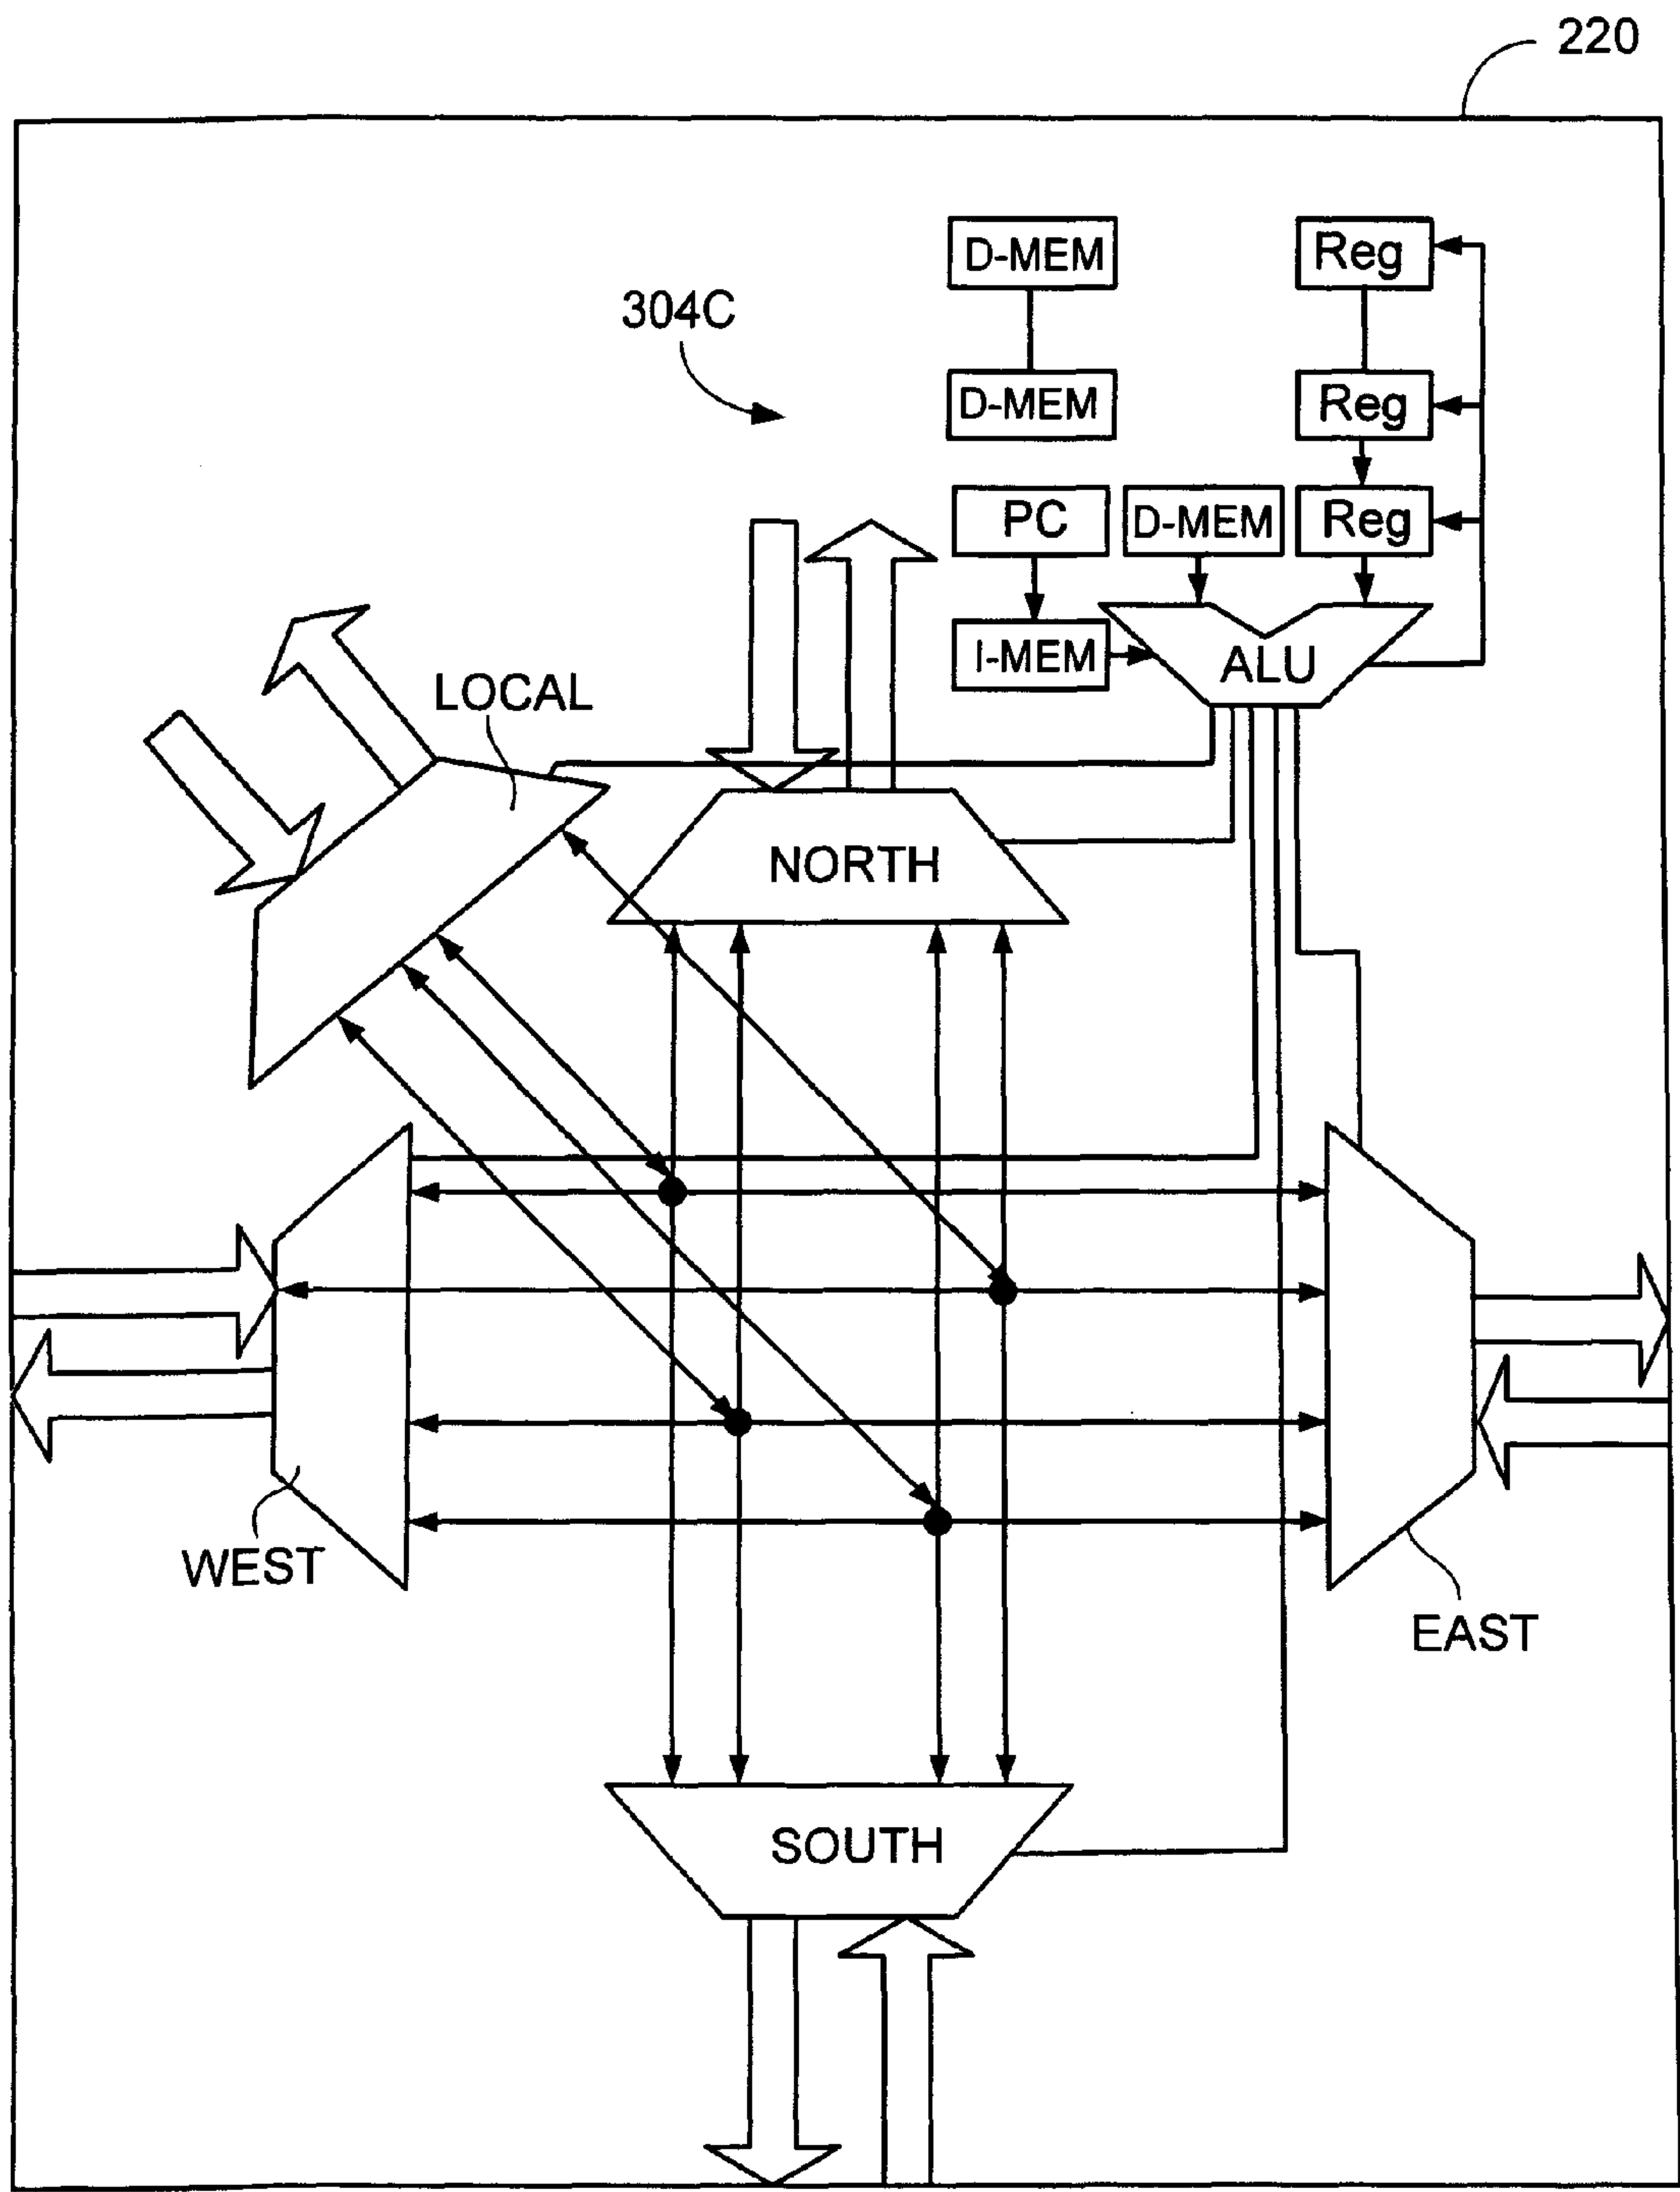 220
D-MEM
Reg
304C
D-MEM
Reg
PC
D-MEM
Reg
I-MEM
ALU
LOCAL
NORTH
WEST
EAST
SOUTH